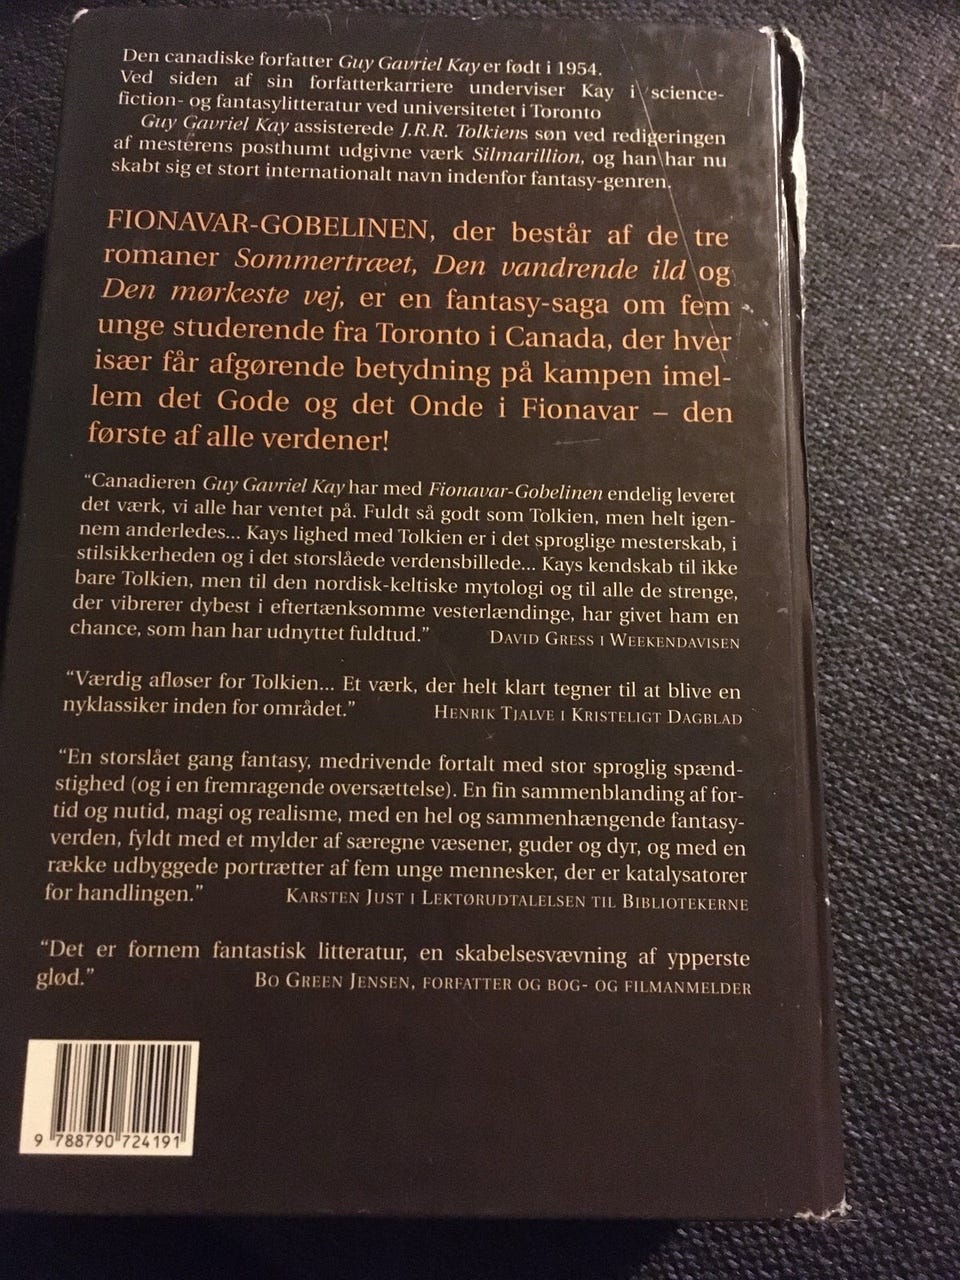 Den canadiske forfatter Guy Gavriel Kay er født i 1954.
Ved siden af sin forfatterkarriere underviser Kay i science-
fiction- og fantasylitteratur ved universitetet i Toronto
Guy Gavriel Kay assisterede J.R.R. Tolkiens søn ved redigeringen
af mesterens posthumt udgivne værk Silmarillion, og han har nu
skabt sig et stort internationalt navn indenfor fantasy-genren.
FIONAVAR-GOBELINEN, der består af de tre
romaner Sommertræet, Den vandrende ild og
Den mørkeste vej, er en fantasy-saga om fem
unge studerende fra Toronto i Canada, der hver
især får afgørende betydning på kampen imel-
lem det Gode og det Onde i Fionavar – den
første af alle verdener!
“Canadieren Guy Gavriel Kay har med Fionavar-Gobelinen endelig leveret
det værk, vi alle har ventet på. Fuldt så godt som Tolkien, men helt igen-
nem anderledes... Kays lighed med Tolkien er i det sproglige mesterskab, i
stilsikkerheden og i det storslåede verdensbillede... Kays kendskab til ikke
bare Tolkien, men til den nordisk-keltiske mytologi og til alle de strenge,
der vibrerer dybest i eftertænksomme vesterlændinge, har givet ham en
chance, som han har udnyttet fuldtud.” DAVID GRESS I WEEKENDAVISEN
“Værdig afløser for Tolkien... Et værk, der helt klart tegner til at blive en
nyklassiker inden for området.” HENRIK TJALVE I KRISTELIGT DAGBLAD
“En storslået gang fantasy, medrivende fortalt med stor sproglig spænd-
stighed (og i en fremragende oversættelse). En fin sammenblanding af for-
tid og nutid, magi og realisme, med en hel og sammenhængende fantasy-
verden, fyldt med et mylder af særegne væsener, guder og dyr, og med en
række udbyggede portrætter af fem unge mennesker, der er katalysatorer
for handlingen.” KARSTEN JUST I LEKTØRUDTALELSEN TIL BIBLIOTEKERNE
“Det er fornem fantastisk litteratur, en skabelsesvævning af ypperste
glød.” BO GREEN JENSEN, FORFATTER OG BOG- OG FILMANMELDER
9 788790 724191